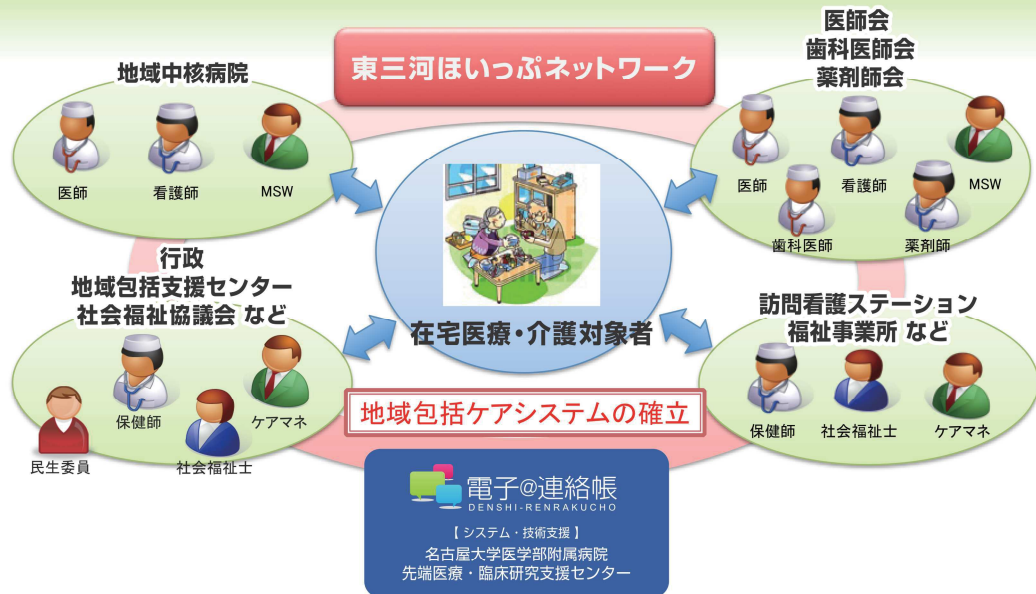 東三河ほいっぷネットワーク
地域中核病院
医師
看護師
MSW
医師会
歯科医師会
薬剤師会
医師
看護師
MSW
歯科医師
薬剤師
在宅医療・介護対象者
行政
地域包括支援センター
社会福祉協議会 など
保健師
ケアマネ
民生委員
社会福祉士
訪問看護ステーション
福祉事業所 など
保健師
社会福祉士
ケアマネ
地域包括ケアシステムの確立
電子@連絡帳
DENSHI-RENRAKUCHO
【 システム・技術支援 】
名古屋大学医学部附属病院
先端医療・臨床研究支援センター